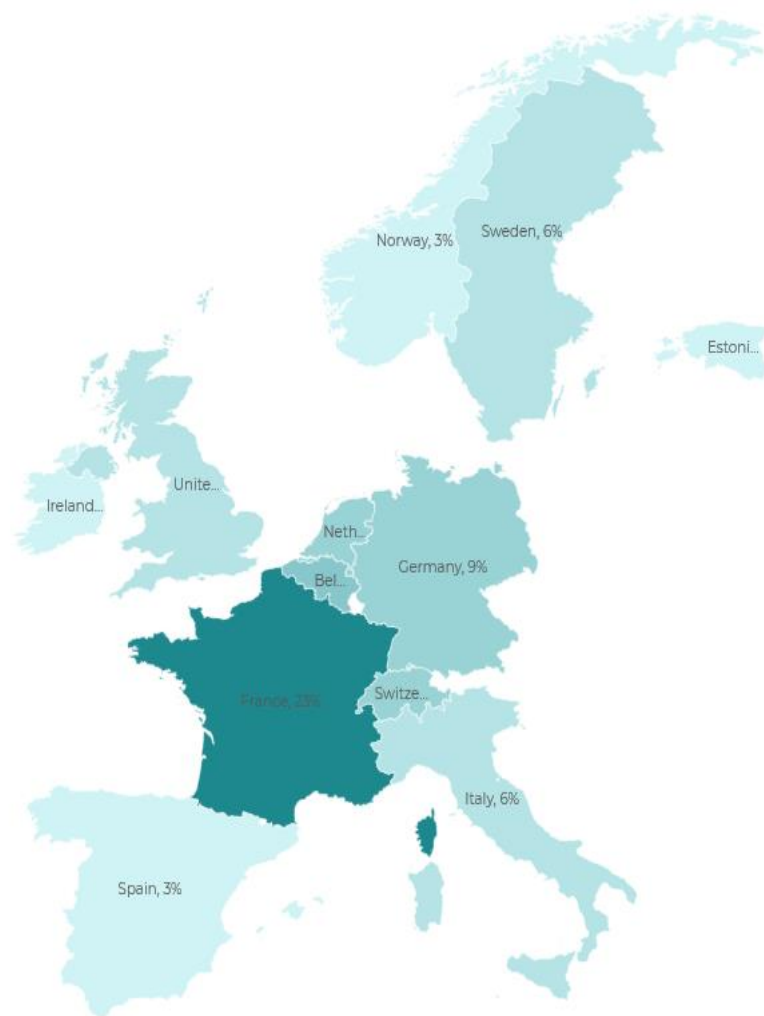 Norway, 3%
Sweden, 6%
Estoni...
Unite...
Ireland...
Neth...
Germany, 9%
Bel...
Switze...
France, 23%
Italy, 6%
Spain, 3%